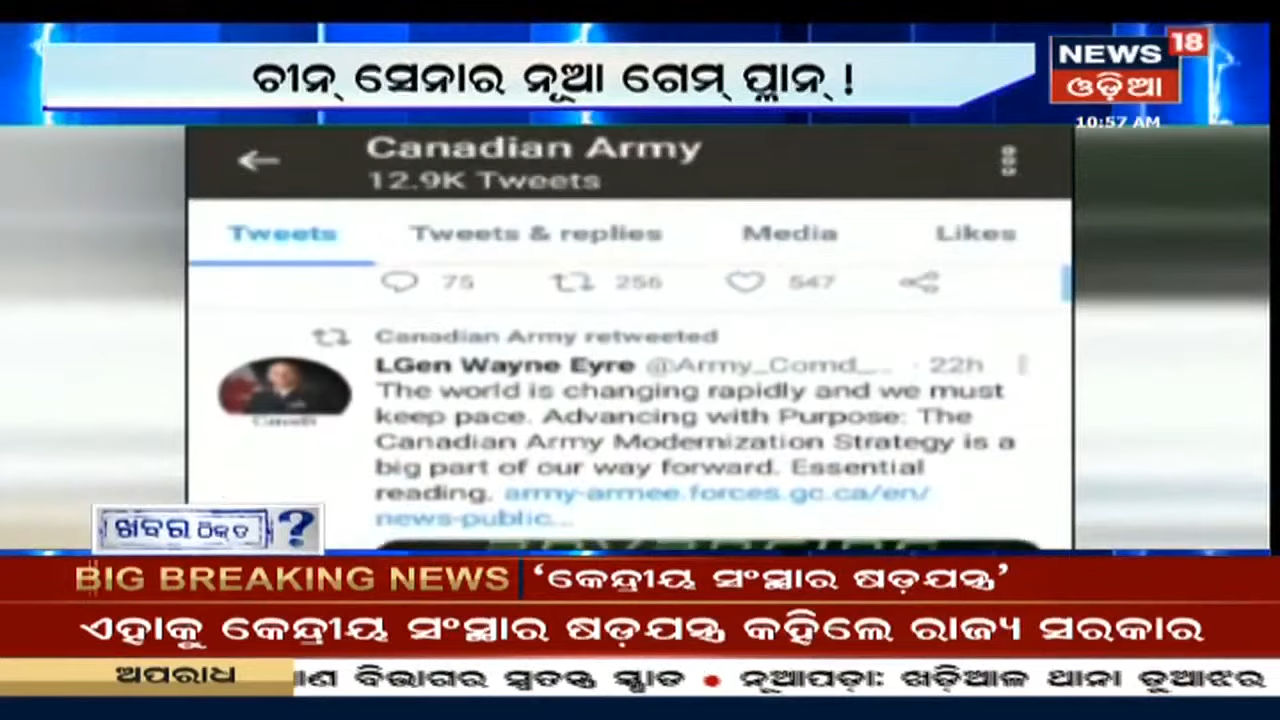 ଚୀନ୍ ସେନାର ନୂଆ ଗେମ୍ ପ୍ଲାନ୍ !
NEWS 18
ଓଡ଼ିଆ
10:57 AM
Canadian Army
12.9K Tweets
Tweets Tweets & replies Media Likes
75 256 547
Canadian Army retweeted
LGen Wayne Eyre @Army_Comd_... · 22h
The world is changing rapidly and we must
keep pace. Advancing with Purpose: The
Canadian Army Modernization Strategy is a
big part of our way forward. Essential
reading. army-armee.forces.gc.ca/en/
news-public...
ଖବର ଠିକ୍ ତ ?
BIG BREAKING NEWS 'କେନ୍ଦ୍ରୀୟ ସଂସ୍ଥାର ଷଡ଼ଯନ୍ତ୍ର'
ଏହାକୁ କେନ୍ଦ୍ରୀୟ ସଂସ୍ଥାର ଷଡ଼ଯନ୍ତ୍ର କହିଲେ ରାଜ୍ୟ ସରକାର
ଅପରାଧ ବିଭାଗର ସ୍ୱତନ୍ତ୍ର ସ୍କ୍ୱାଡ • ନୂଆପଡ଼ା: ଖଡ଼ିଆଳ ଥାନା ଡୂଆଝର